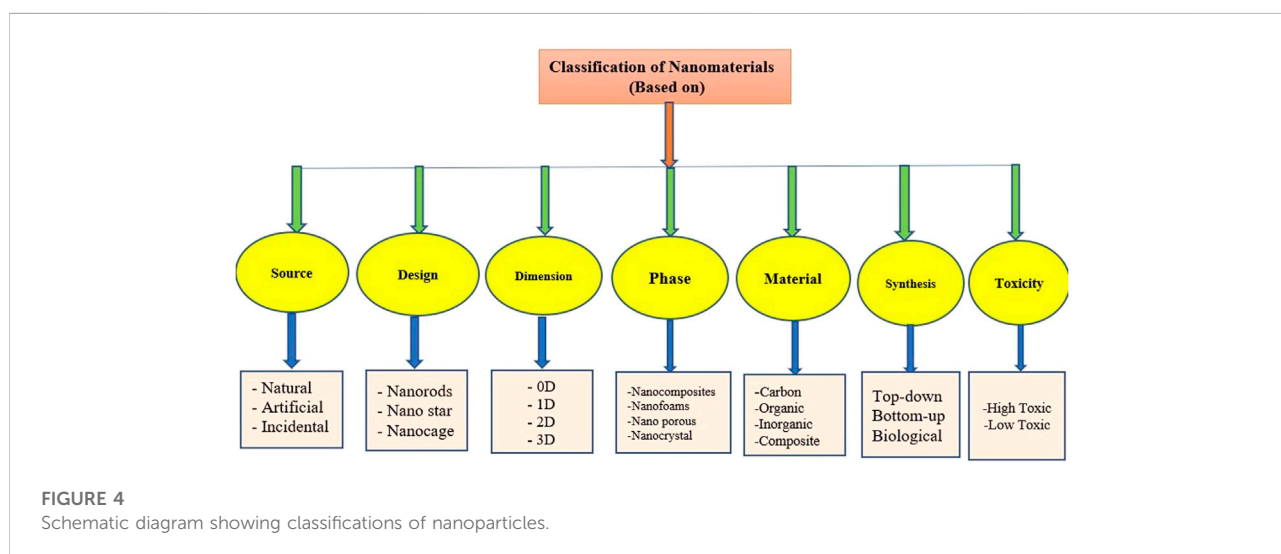 Classification of Nanomaterials
(Based on)
Source
Design
Dimension
Phase
Material
Synthesis
Toxicity
- Natural
- Artificial
- Incidental
- Nanorods
- Nano star
- Nanocage
- 0D
- 1D
- 2D
- 3D
-Nanocomposites
-Nanofoams
-Nano porous
-Nanocrystal
-Carbon
-Organic
-Inorganic
-Composite
Top-down
Bottom-up
Biological
-High Toxic
-Low Toxic
FIGURE 4
Schematic diagram showing classifications of nanoparticles.